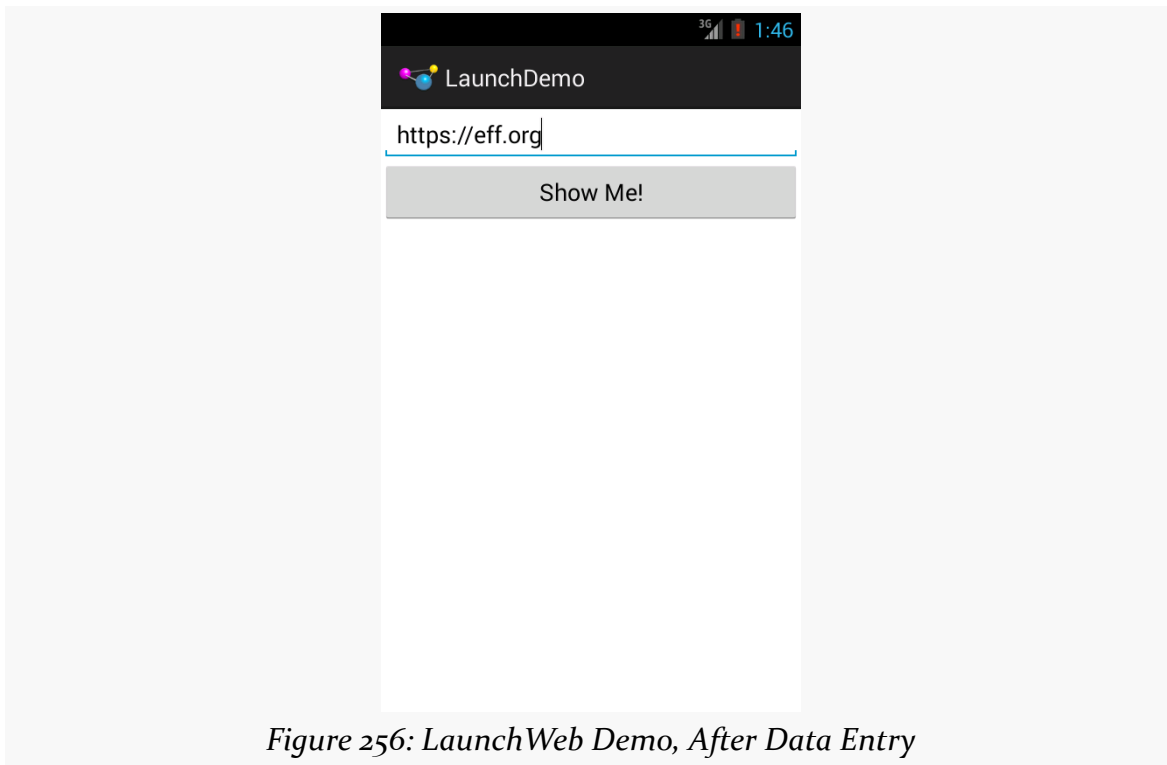 3G 1:46
LaunchDemo
https://eff.org
Show Me!
Figure 256: LaunchWeb Demo, After Data Entry